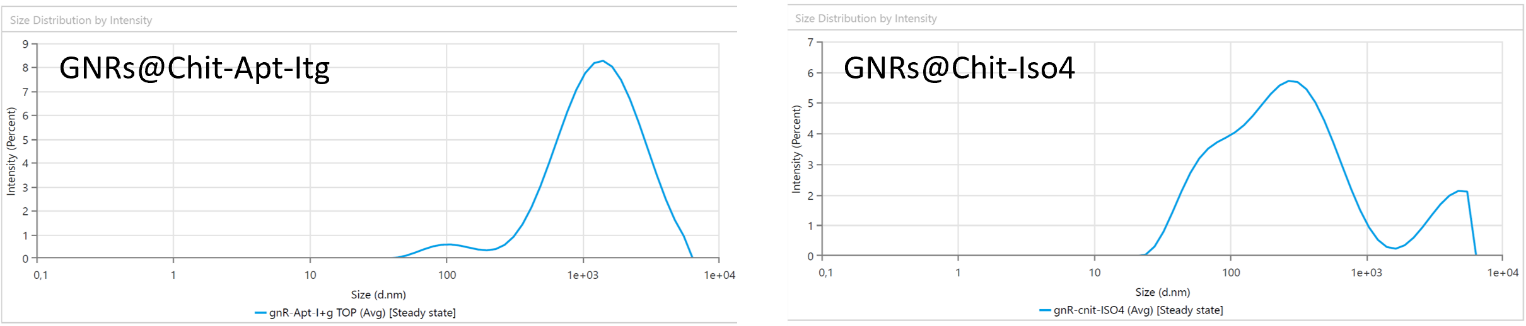 Size Distribution by Intensity
GNRs@Chit-Apt-Itg
Intensity (Percent)
9
8
7
6
5
4
3
2
1
0
0,1
1
10
100
1e+03
1e+04
Size (d.nm)
gnR-Apt-I+g TOP (Avg) [Steady state]
Size Distribution by Intensity
GNRs@Chit-Iso4
Intensity (Percent)
7
6
5
4
3
2
1
0
0,1
1
10
100
1e+03
1e+04
Size (d.nm)
gnR-cnit-ISO4 (Avg) [Steady state]